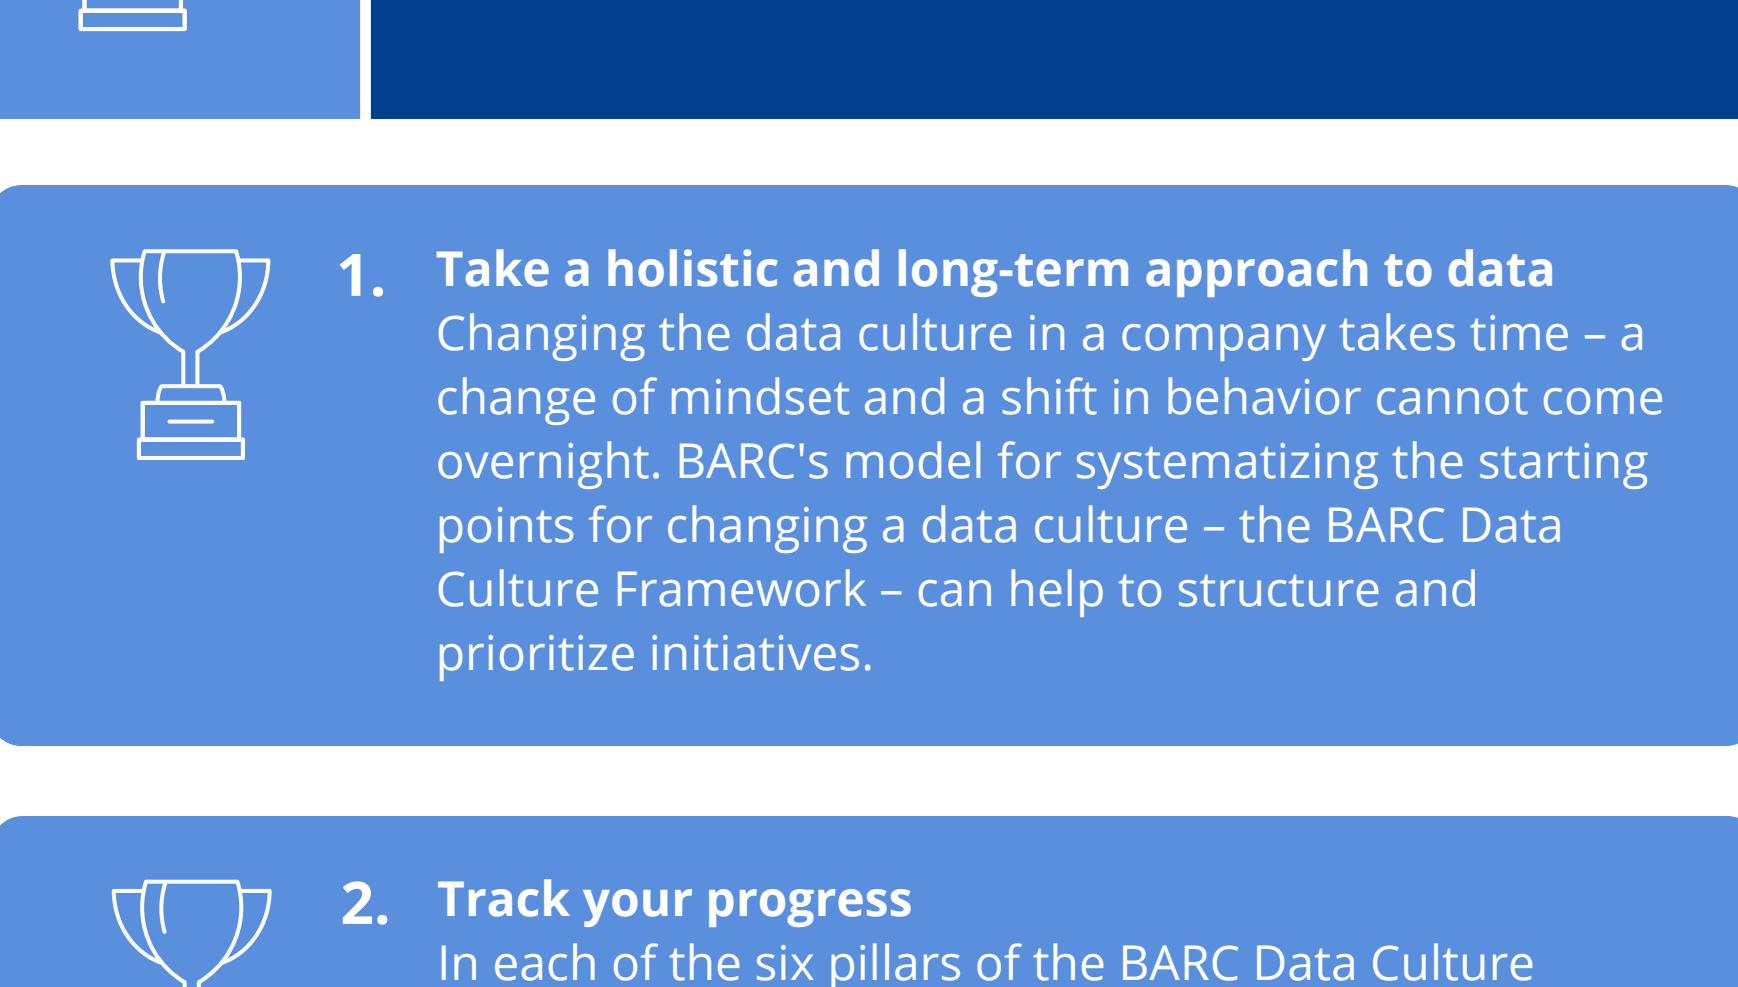 1. Take a holistic and long-term approach to data
Changing the data culture in a company takes time – a
change of mindset and a shift in behavior cannot come
overnight. BARC's model for systematizing the starting
points for changing a data culture – the BARC Data
Culture Framework – can help to structure and
prioritize initiatives.
2. Track your progress
In each of the six pillars of the BARC Data Culture